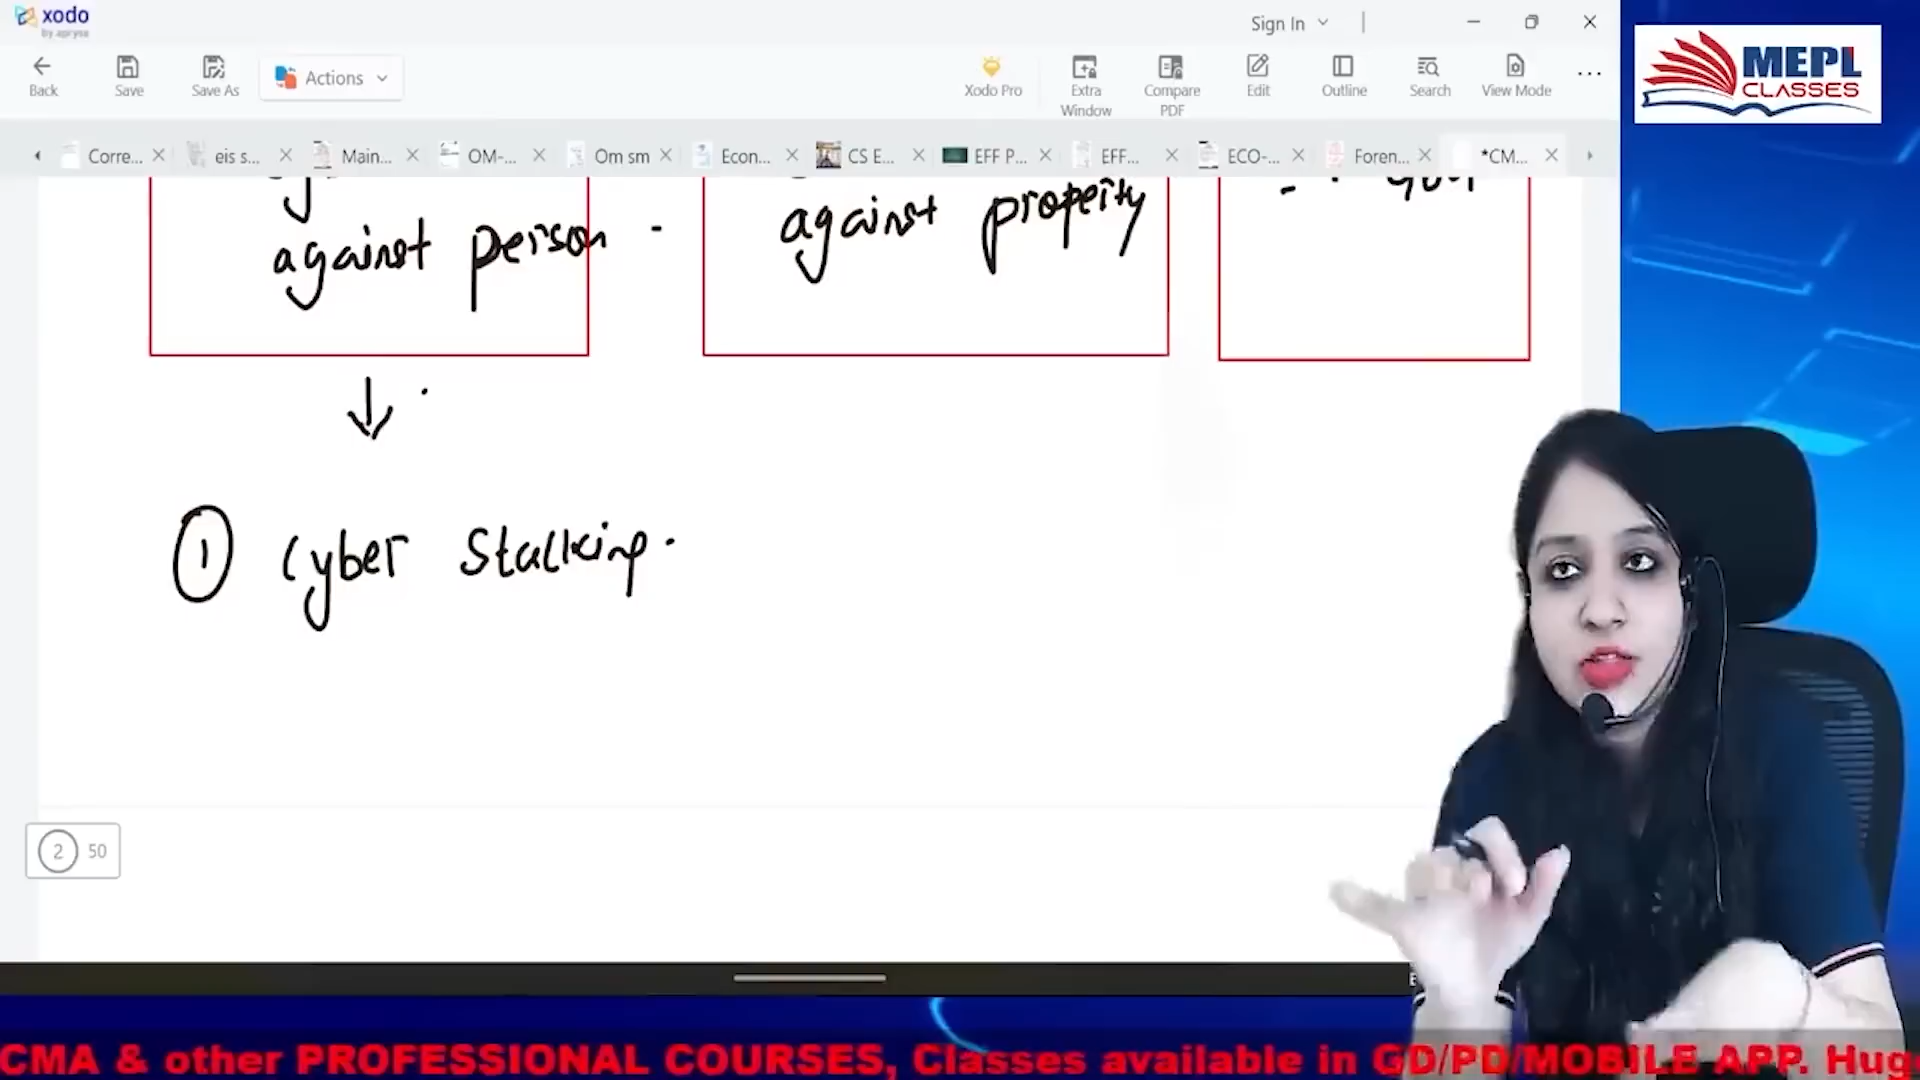 xodo
by apryse
Sign In
Back
Save
Save As
Actions
Xodo Pro
Extra Window
Compare PDF
Edit
Outline
Search
View Mode
MEPL
CLASSES
Corre...
eis s...
Main...
OM-...
Om sm
Econ...
CS E...
EFF P...
EFF...
ECO-...
Foren...
*CM...
against person
against property
1 Cyber Stalking.
2 50
CMA & other PROFESSIONAL COURSES, Classes available in GD/PD/MOBILE APP. Hug